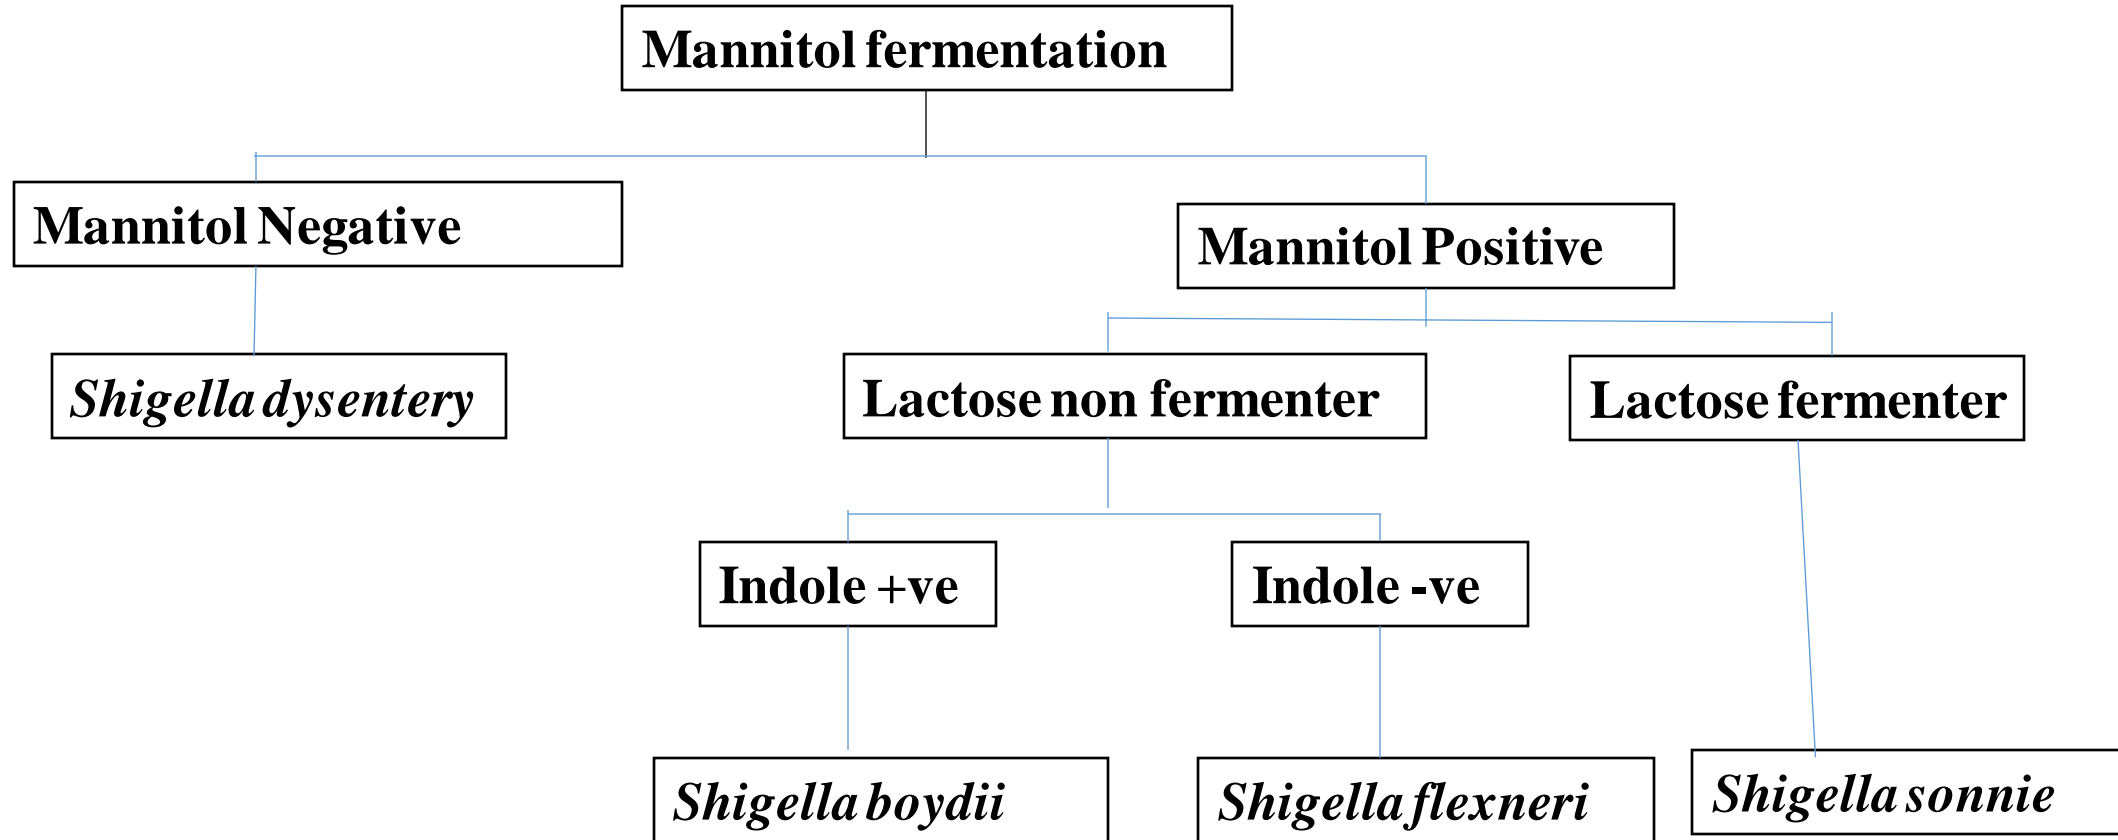 Mannitol fermentation
Mannitol Negative
Mannitol Positive
Shigella dysentery
Lactose non fermenter
Lactose fermenter
Indole +ve
Indole -ve
Shigella boydii
Shigella flexneri
Shigella sonnie